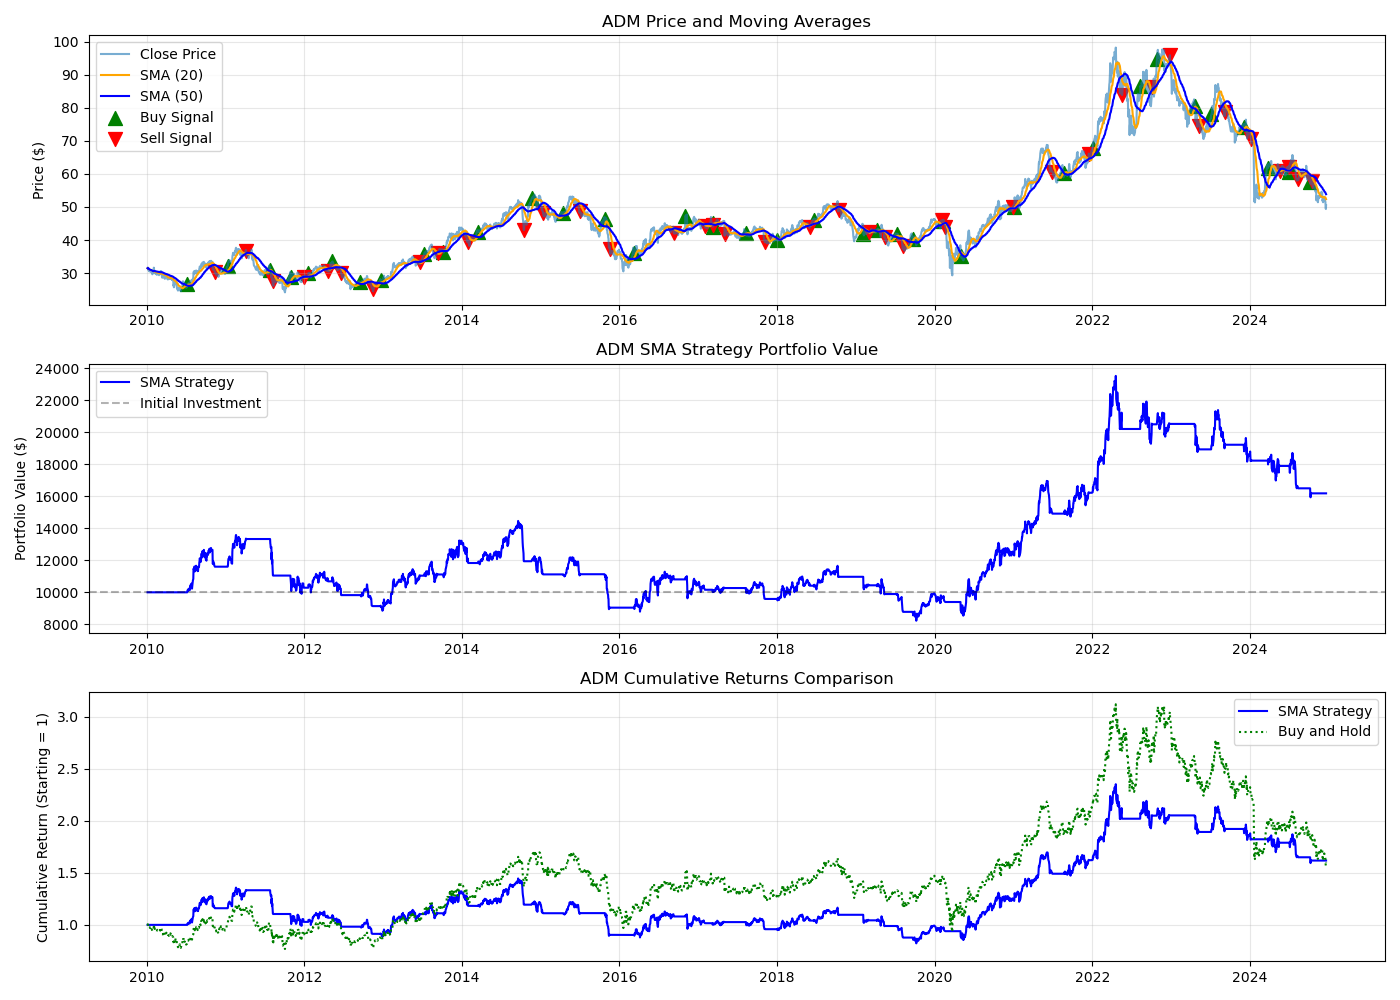 ADM Price and Moving Averages
Price ($)
100
90
80
70
60
50
40
30
Close Price
SMA (20)
SMA (50)
Buy Signal
Sell Signal
2010 2012 2014 2016 2018 2020 2022 2024
ADM SMA Strategy Portfolio Value
Portfolio Value ($)
24000
22000
20000
18000
16000
14000
12000
10000
8000
SMA Strategy
Initial Investment
2010 2012 2014 2016 2018 2020 2022 2024
ADM Cumulative Returns Comparison
Cumulative Return (Starting = 1)
3.0
2.5
2.0
1.5
1.0
SMA Strategy
Buy and Hold
2010 2012 2014 2016 2018 2020 2022 2024